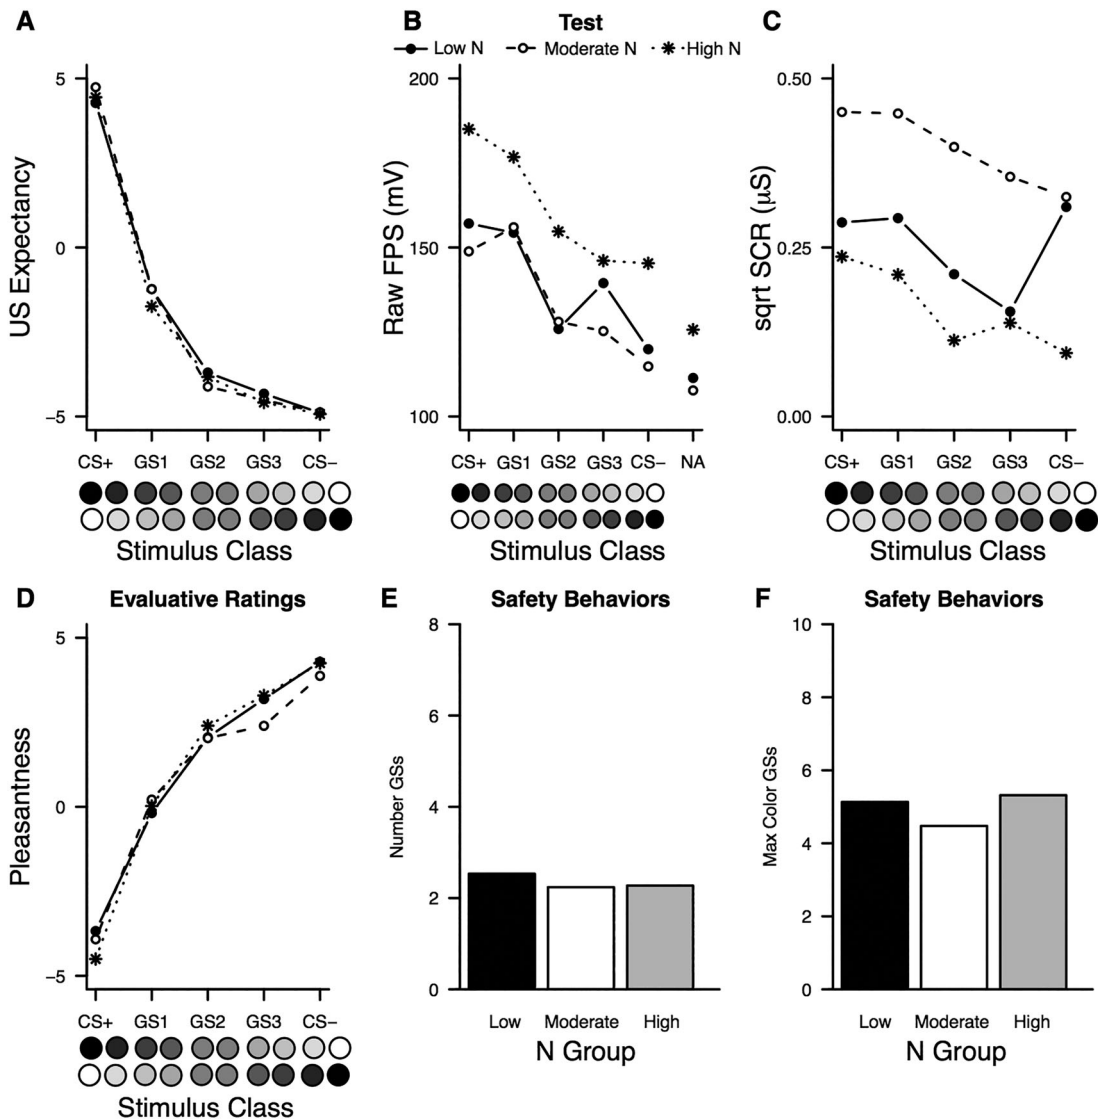 A
B
Test
C
Low N
Moderate N
High N
5
0
−5
US Expectancy
CS+ GS1 GS2 GS3 CS−
Stimulus Class
200
150
100
Raw FPS (mV)
CS+ GS1 GS2 GS3 CS− NA
Stimulus Class
0.50
0.25
0.00
sqrt SCR (μS)
CS+ GS1 GS2 GS3 CS−
Stimulus Class
D
Evaluative Ratings
5
0
−5
Pleasantness
CS+ GS1 GS2 GS3 CS−
Stimulus Class
E
Safety Behaviors
8
6
4
2
0
Number GSs
Low Moderate High
N Group
F
Safety Behaviors
10
8
6
4
2
0
Max Color GSs
Low Moderate High
N Group